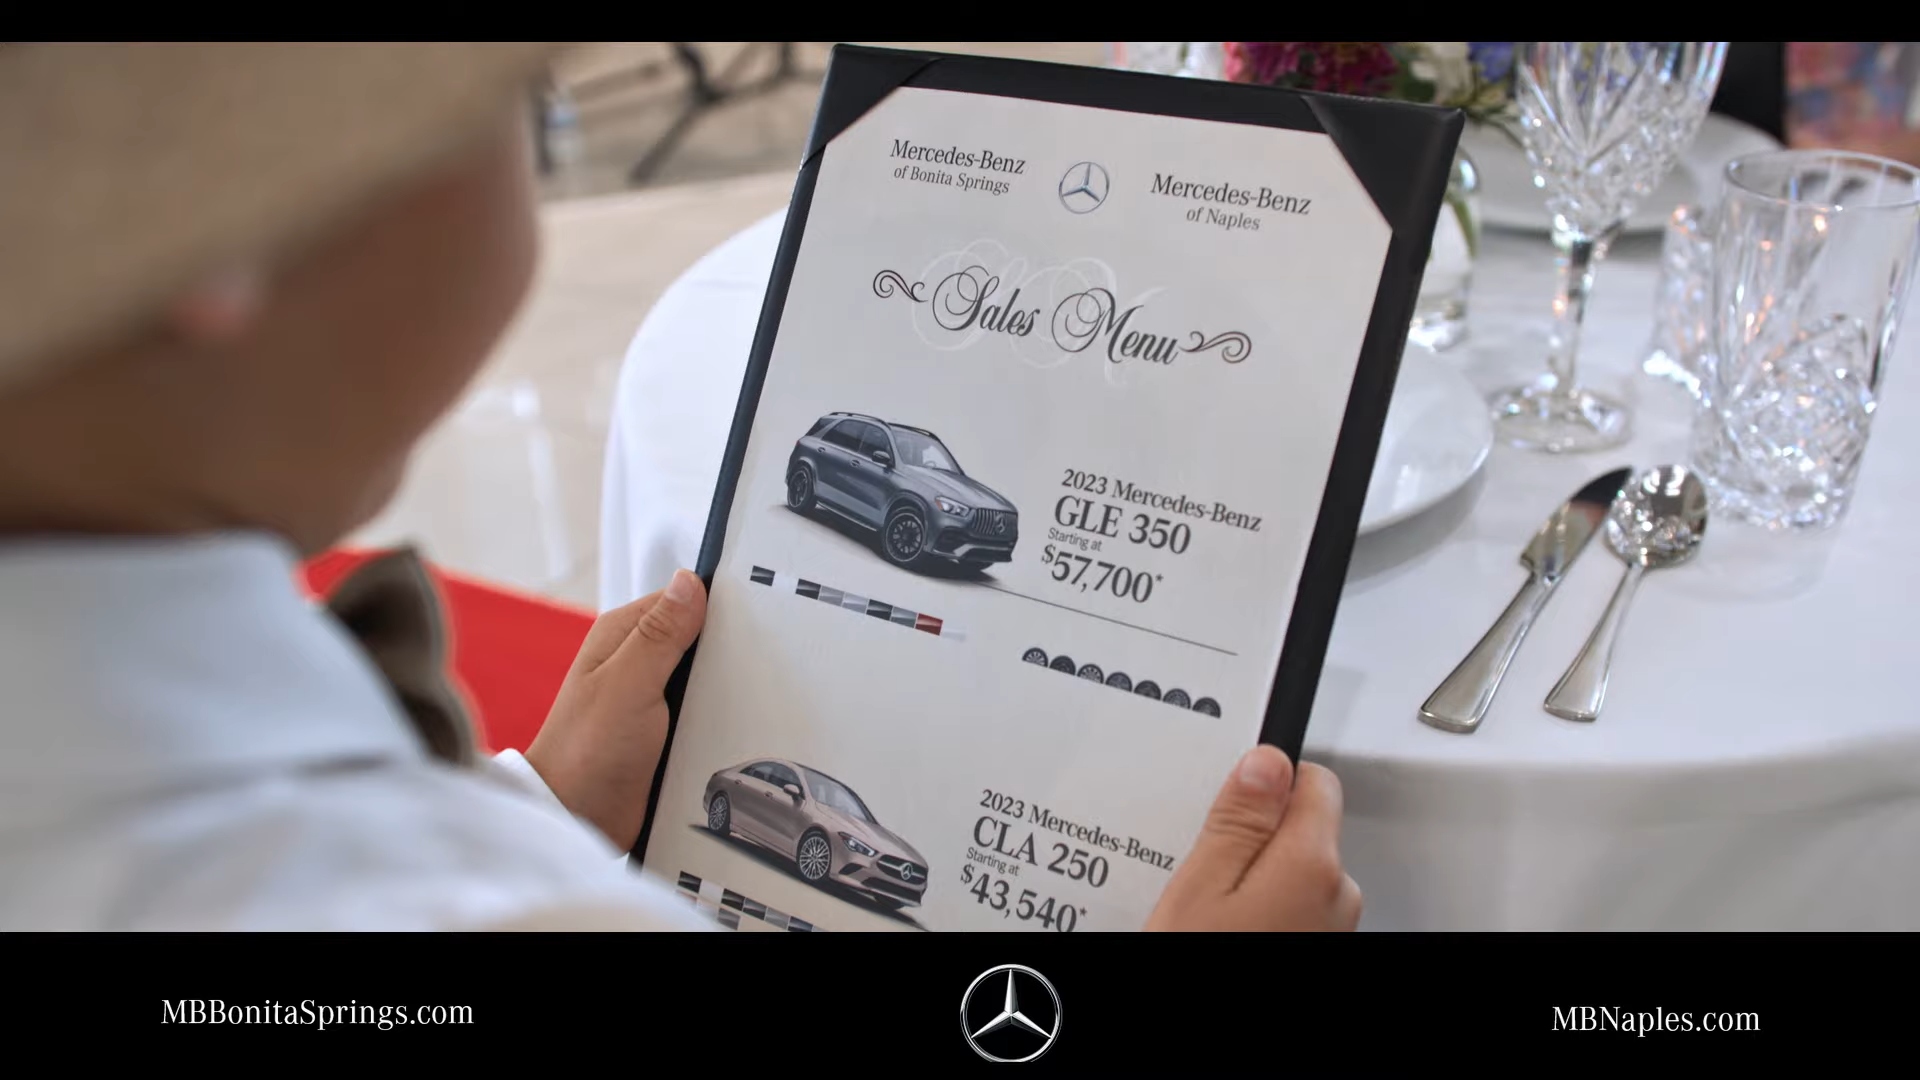 Mercedes-Benz
of Bonita Springs
Mercedes-Benz
of Naples
Sales Menu
2023 Mercedes-Benz
GLE 350
Starting at
$57,700*
2023 Mercedes-Benz
CLA 250
Starting at
$43,540*
MBBonitaSprings.com
MBNaples.com